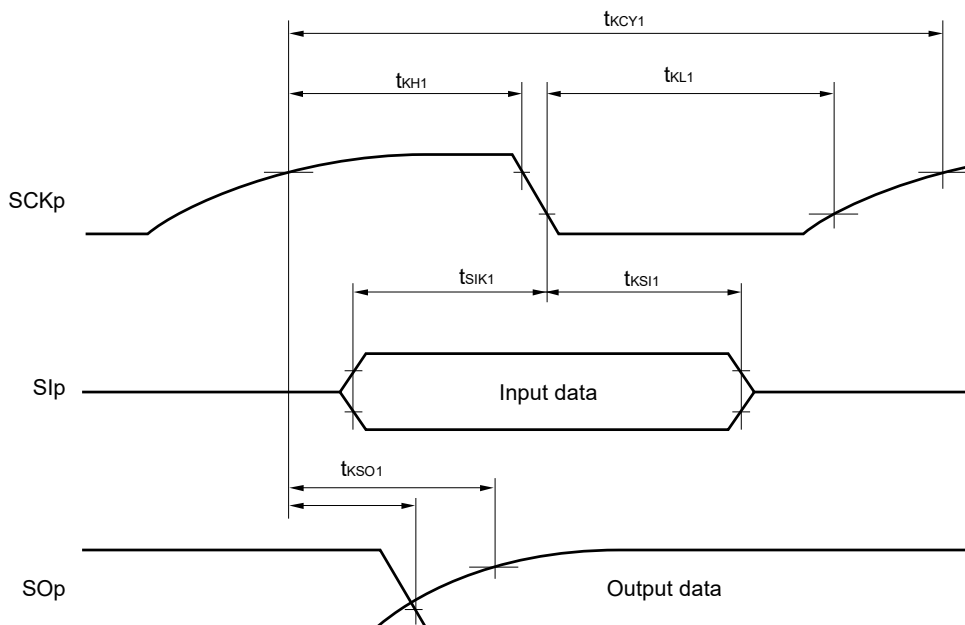 tKCY1
tKH1
tKL1
SCKp
tSIK1
tKSI1
SIp
Input data
tKSO1
SOp
Output data